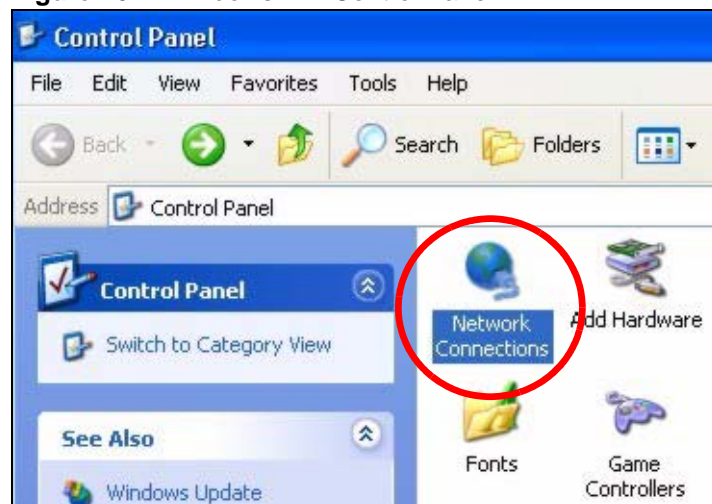 Control Panel
File Edit View Favorites Tools Help
Back Search Folders
Address Control Panel
Control Panel
Switch to Category View
See Also
Windows Update
Network Connections
Add Hardware
Fonts
Game Controllers